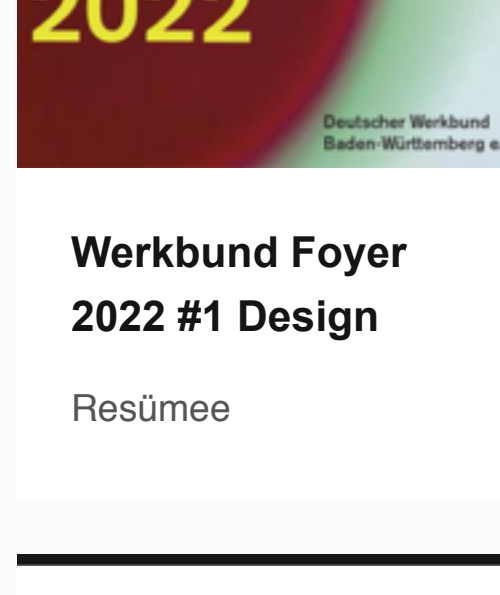 2022
Deutscher Werkbund
Baden-Württemberg e.
Werkbund Foyer
2022 #1 Design
Resümee